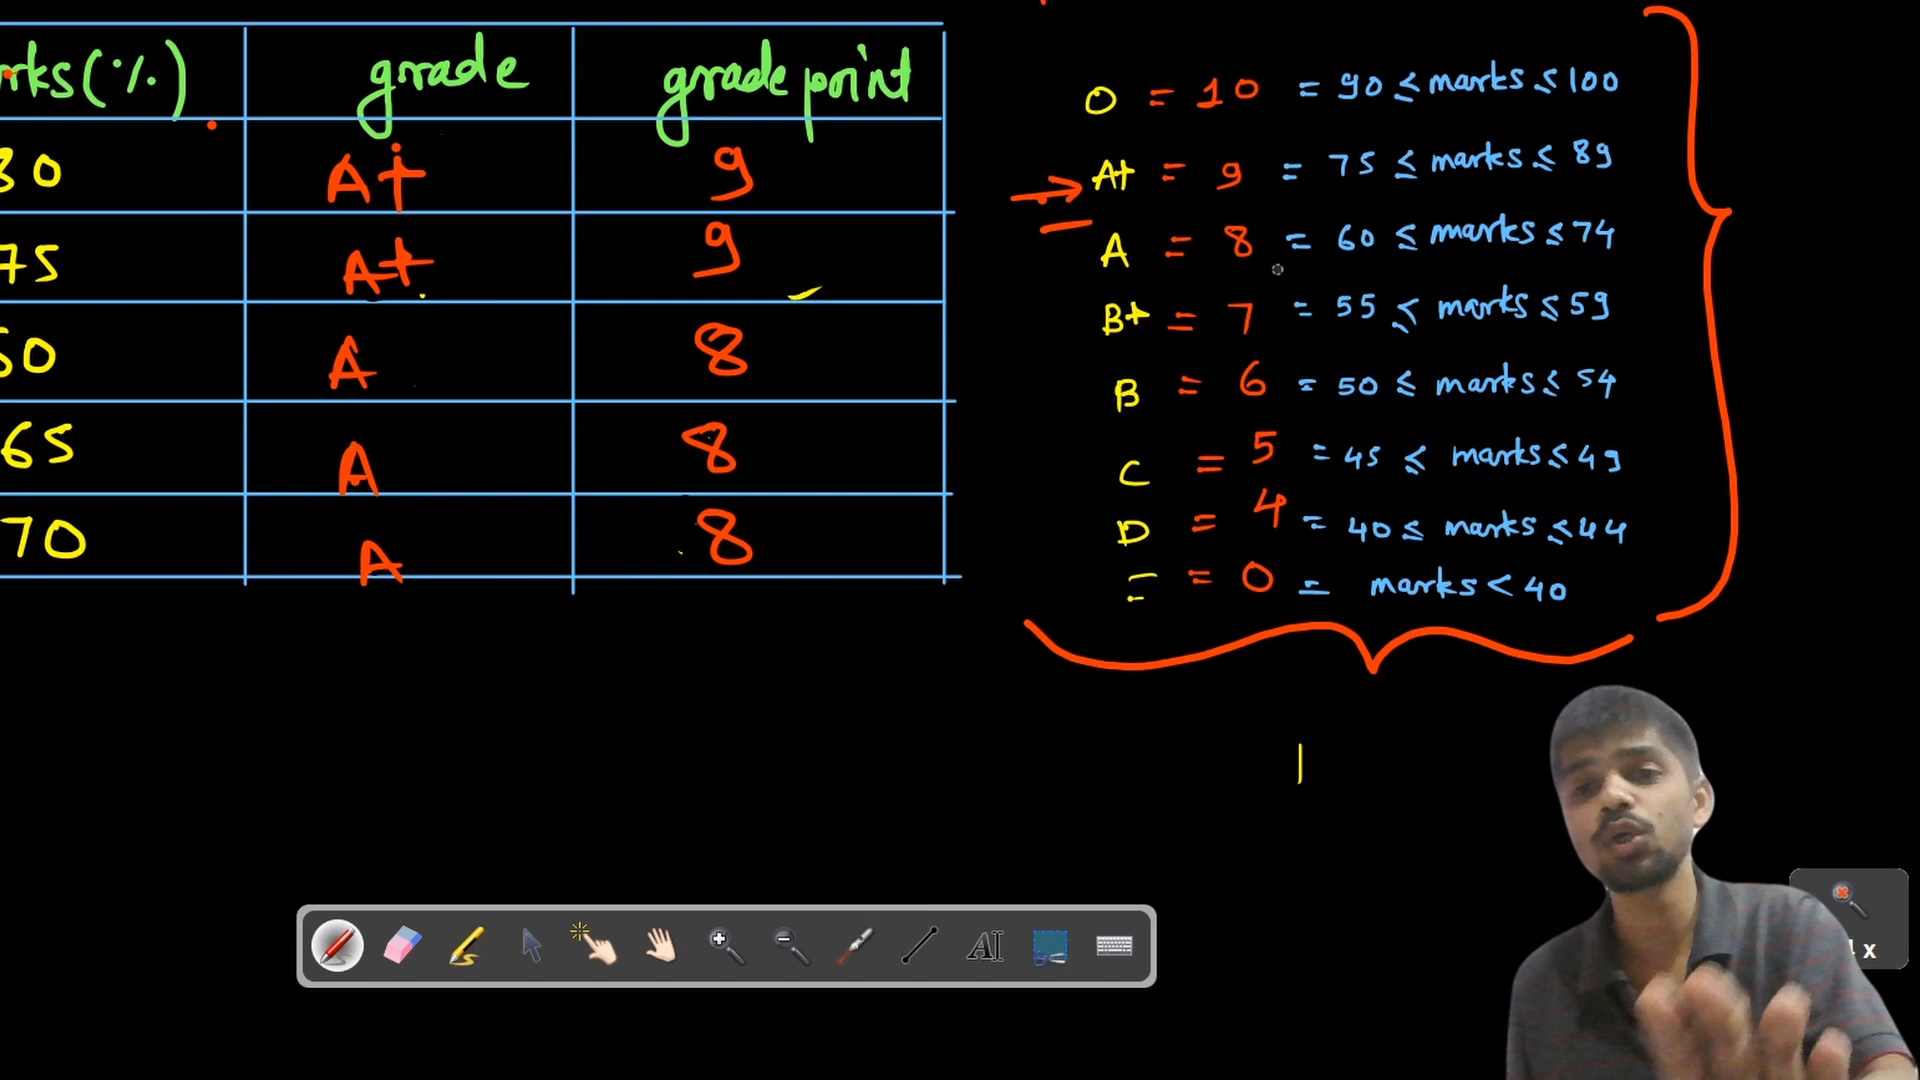 rks(%) grade grade point
80 A+ 9
75 A+ 9
60 A 8
65 A 8
70 A 8
O = 10 = 90 ≤ marks ≤ 100
A+ = 9 = 75 ≤ marks ≤ 89
A = 8 = 60 ≤ marks ≤ 74
B+ = 7 = 55 ≤ marks ≤ 59
B = 6 = 50 ≤ marks ≤ 54
C = 5 = 45 ≤ marks ≤ 49
D = 4 = 40 ≤ marks ≤ 44
= 0 = marks < 40
AI
x